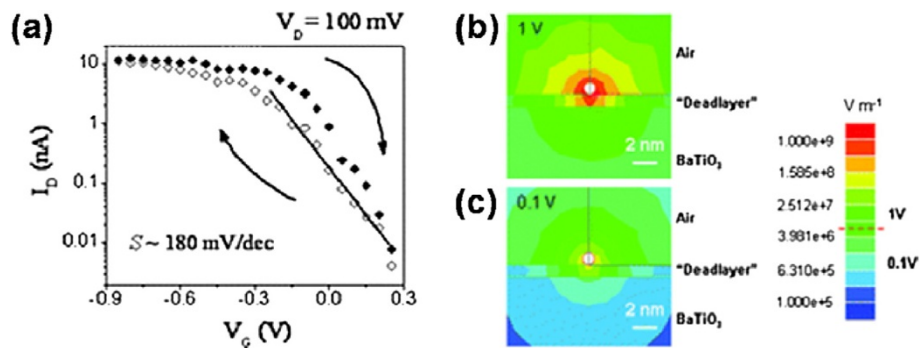 (a)
V_D = 100 mV
I_D (nA)
10
1
0.1
0.01
S ~ 180 mV/dec
-0.9 -0.6 -0.3 0.0 0.3
V_G (V)
(b)
1 V
Air
"Deadlayer"
BaTiO₃
2 nm
(c)
0.1 V
Air
"Deadlayer"
BaTiO₃
2 nm
V m⁻¹
1.000e+9
1.585e+8
2.512e+7
3.981e+6
6.310e+5
1.000e+5
1V
0.1V